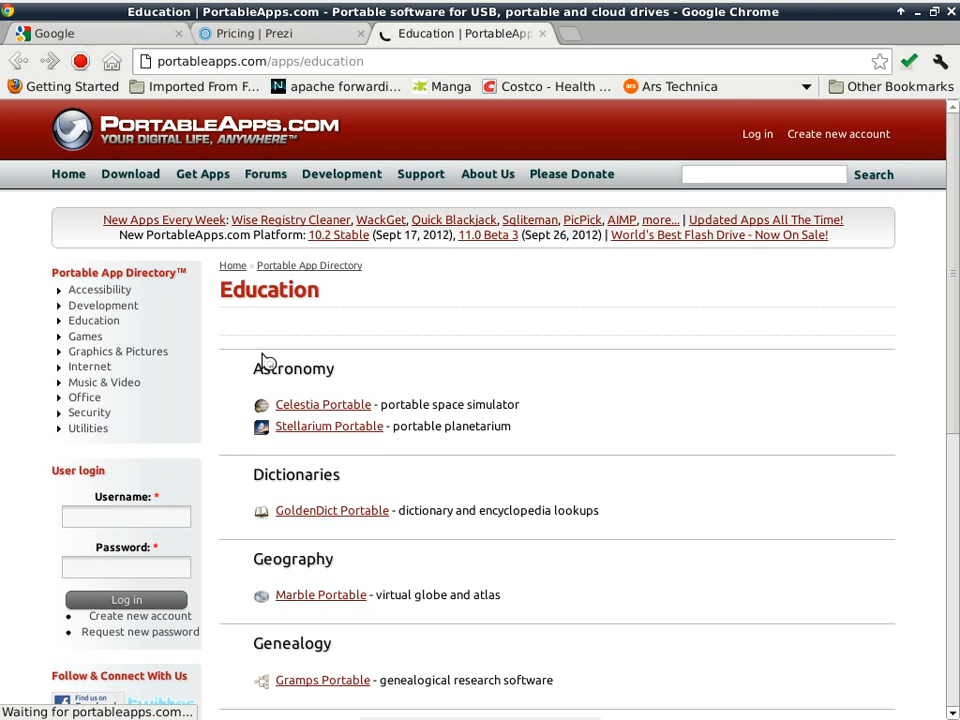 Education | PortableApps.com - Portable software for USB, portable and cloud drives - Google Chrome
Google
Pricing | Prezi
Education | PortableApp
portableapps.com/apps/education
Getting Started
Imported From F...
apache forwardi...
Manga
Costco - Health ...
Ars Technica
Other Bookmarks
PORTABLEAPPS.COM
YOUR DIGITAL LIFE, ANYWHERE™
Log in
Create new account
Home
Download
Get Apps
Forums
Development
Support
About Us
Please Donate
Search
New Apps Every Week: Wise Registry Cleaner, WackGet, Quick Blackjack, Sqliteman, PicPick, AIMP, more... | Updated Apps All The Time!
New PortableApps.com Platform: 10.2 Stable (Sept 17, 2012), 11.0 Beta 3 (Sept 26, 2012) | World's Best Flash Drive - Now On Sale!
Portable App Directory™
Accessibility
Development
Education
Games
Graphics & Pictures
Internet
Music & Video
Office
Security
Utilities
User login
Username: *
Password: *
Log in
Create new account
Request new password
Follow & Connect With Us
Find us on
Waiting for portableapps.com...
Home » Portable App Directory
Education
Astronomy
Celestia Portable - portable space simulator
Stellarium Portable - portable planetarium
Dictionaries
GoldenDict Portable - dictionary and encyclopedia lookups
Geography
Marble Portable - virtual globe and atlas
Genealogy
Gramps Portable - genealogical research software